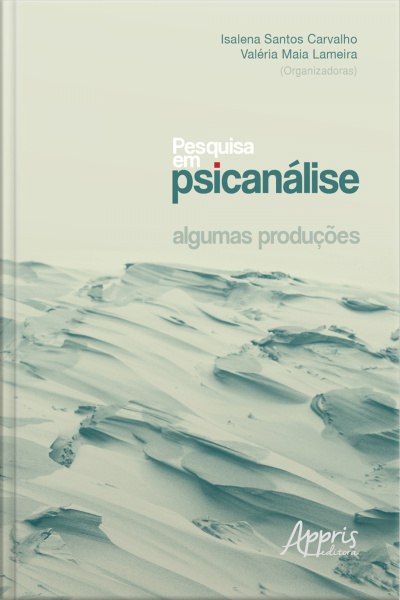 Isalena Santos Carvalho
Valéria Maia Lameira
(Organizadoras)
Pesquisa
em
psicanálise
algumas produções
Appris
editora